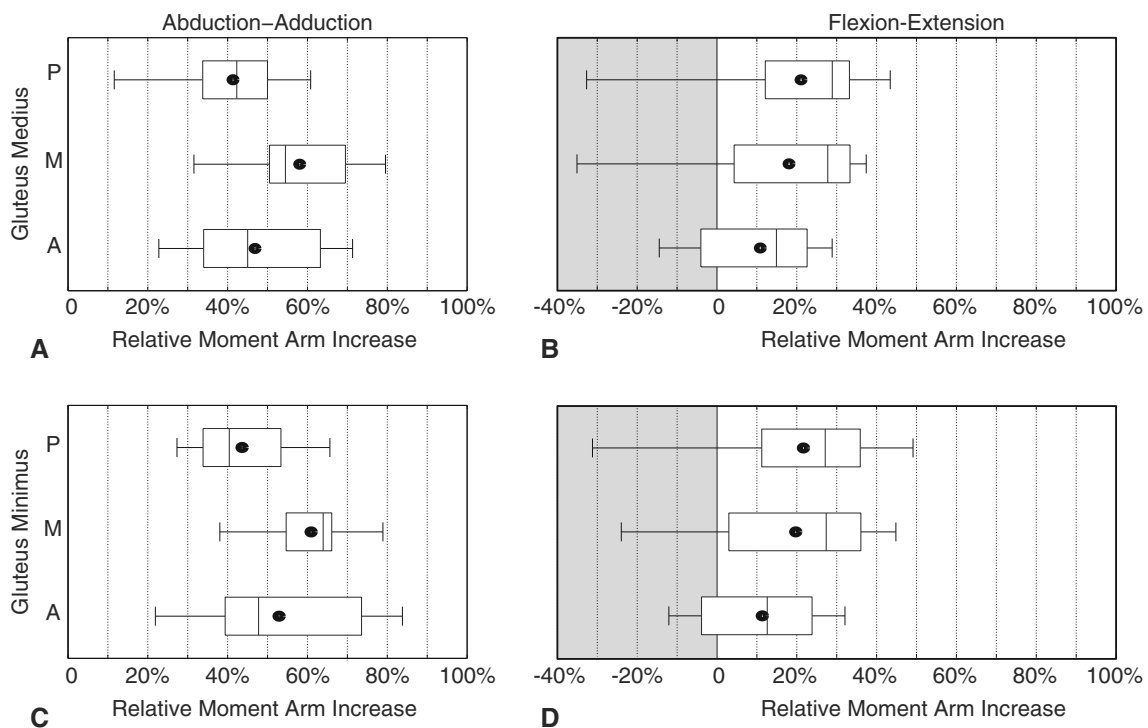 Abduction–Adduction
Flexion-Extension
Gluteus Medius
P
M
A
0 20% 40% 60% 80% 100%
-40% -20% 0 20% 40% 60% 80% 100%
A Relative Moment Arm Increase
B Relative Moment Arm Increase
Gluteus Minimus
P
M
A
0 20% 40% 60% 80% 100%
-40% -20% 0 20% 40% 60% 80% 100%
C Relative Moment Arm Increase
D Relative Moment Arm Increase